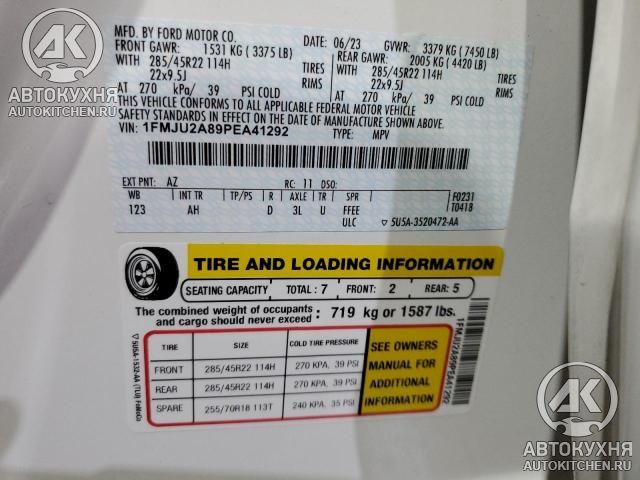 MFD. BY FORD MOTOR CO.
06/23 GVWR: 3379 KG (7450 LB)
FRONT GAWR: 1531 KG (3375 LB)
REAR GAWR: 2005 KG (4420 LB)
WITH 285/45R22 114H TIRES WITH 285/45R22 114H TIRES
22x9.5J RIMS 22x9.5J RIMS
AT 270 kPa/ 39 PSI COLD AT 270 kPa/ 39 PSI COLD
THIS VEHICLE CONFORMS TO ALL APPLICABLE FEDERAL MOTOR VEHICLE
SAFETY STANDARDS IN EFFECT ON THE DATE OF MANUFACTURE SHOWN ABOVE.
VIN: 1FMJU2A89PEA41292 TYPE: MPV
EXT PNT: AZ RC: 11 DSO: F0231
WB INT TR TP/PS R AXLE TR SPR T0418
123 AH D 3L U FFEE
ULC 5U5A-3520472-AA
TIRE AND LOADING INFORMATION
SEATING CAPACITY TOTAL: 7 FRONT: 2 REAR: 5
The combined weight of occupants
and cargo should never exceed: 719 kg or 1587 lbs.
TIRE SIZE COLD TIRE PRESSURE
FRONT 285/45R22 114H 270 KPA, 39 PSI
REAR 285/45R22 114H 270 KPA, 39 PSI
SPARE 255/70R18 113T 240 KPA, 35 PSI
SEE OWNERS
MANUAL FOR
ADDITIONAL
INFORMATION
5U5A-1532-AA (TLU)
1FMJU2A89PEA41292
АВТОКУХНЯ
AUTOKITCHEN.RU
АВТОКУХНЯ
AUTOKITCHEN.RU
АВТОКУХНЯ
AUTOKITCHEN.RU